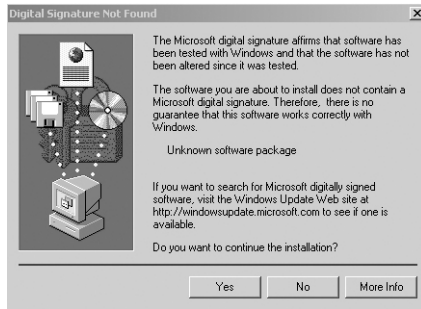 Digital Signature Not Found
The Microsoft digital signature affirms that software has
been tested with Windows and that the software has not
been altered since it was tested.
The software you are about to install does not contain a
Microsoft digital signature. Therefore, there is no
guarantee that this software works correctly with
Windows.
Unknown software package
If you want to search for Microsoft digitally signed
software, visit the Windows Update Web site at
http://windowsupdate.microsoft.com to see if one is
available.
Do you want to continue the installation?
Yes No More Info